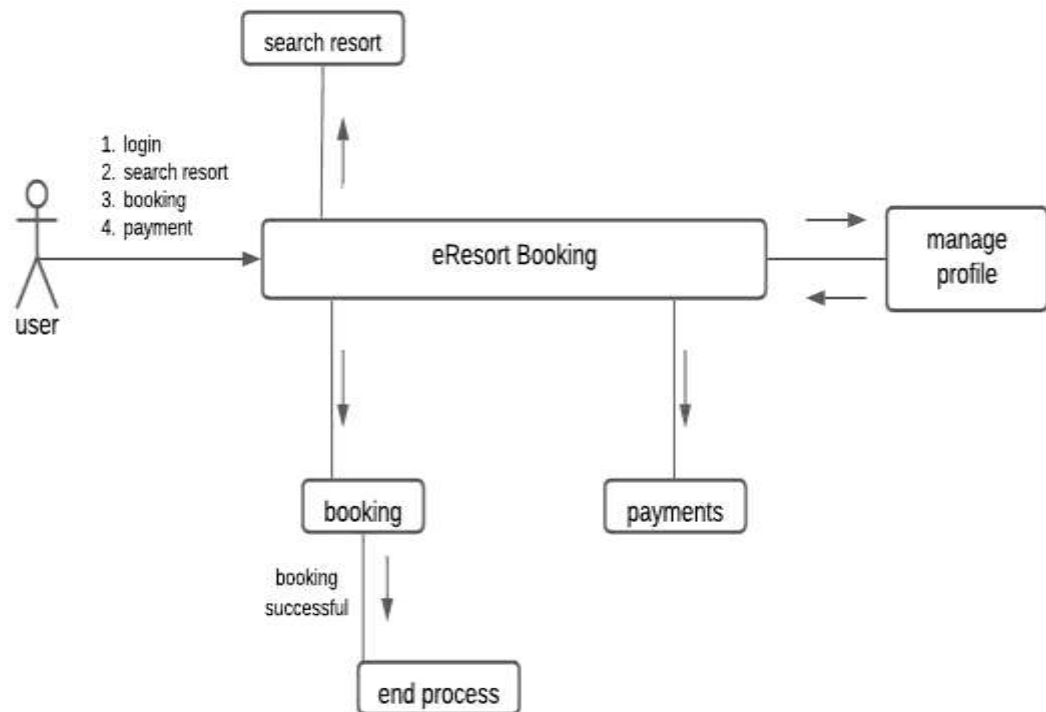 search resort
1. login
2. search resort
3. booking
4. payment
user
eResort Booking
manage
profile
booking
payments
booking
successful
end process